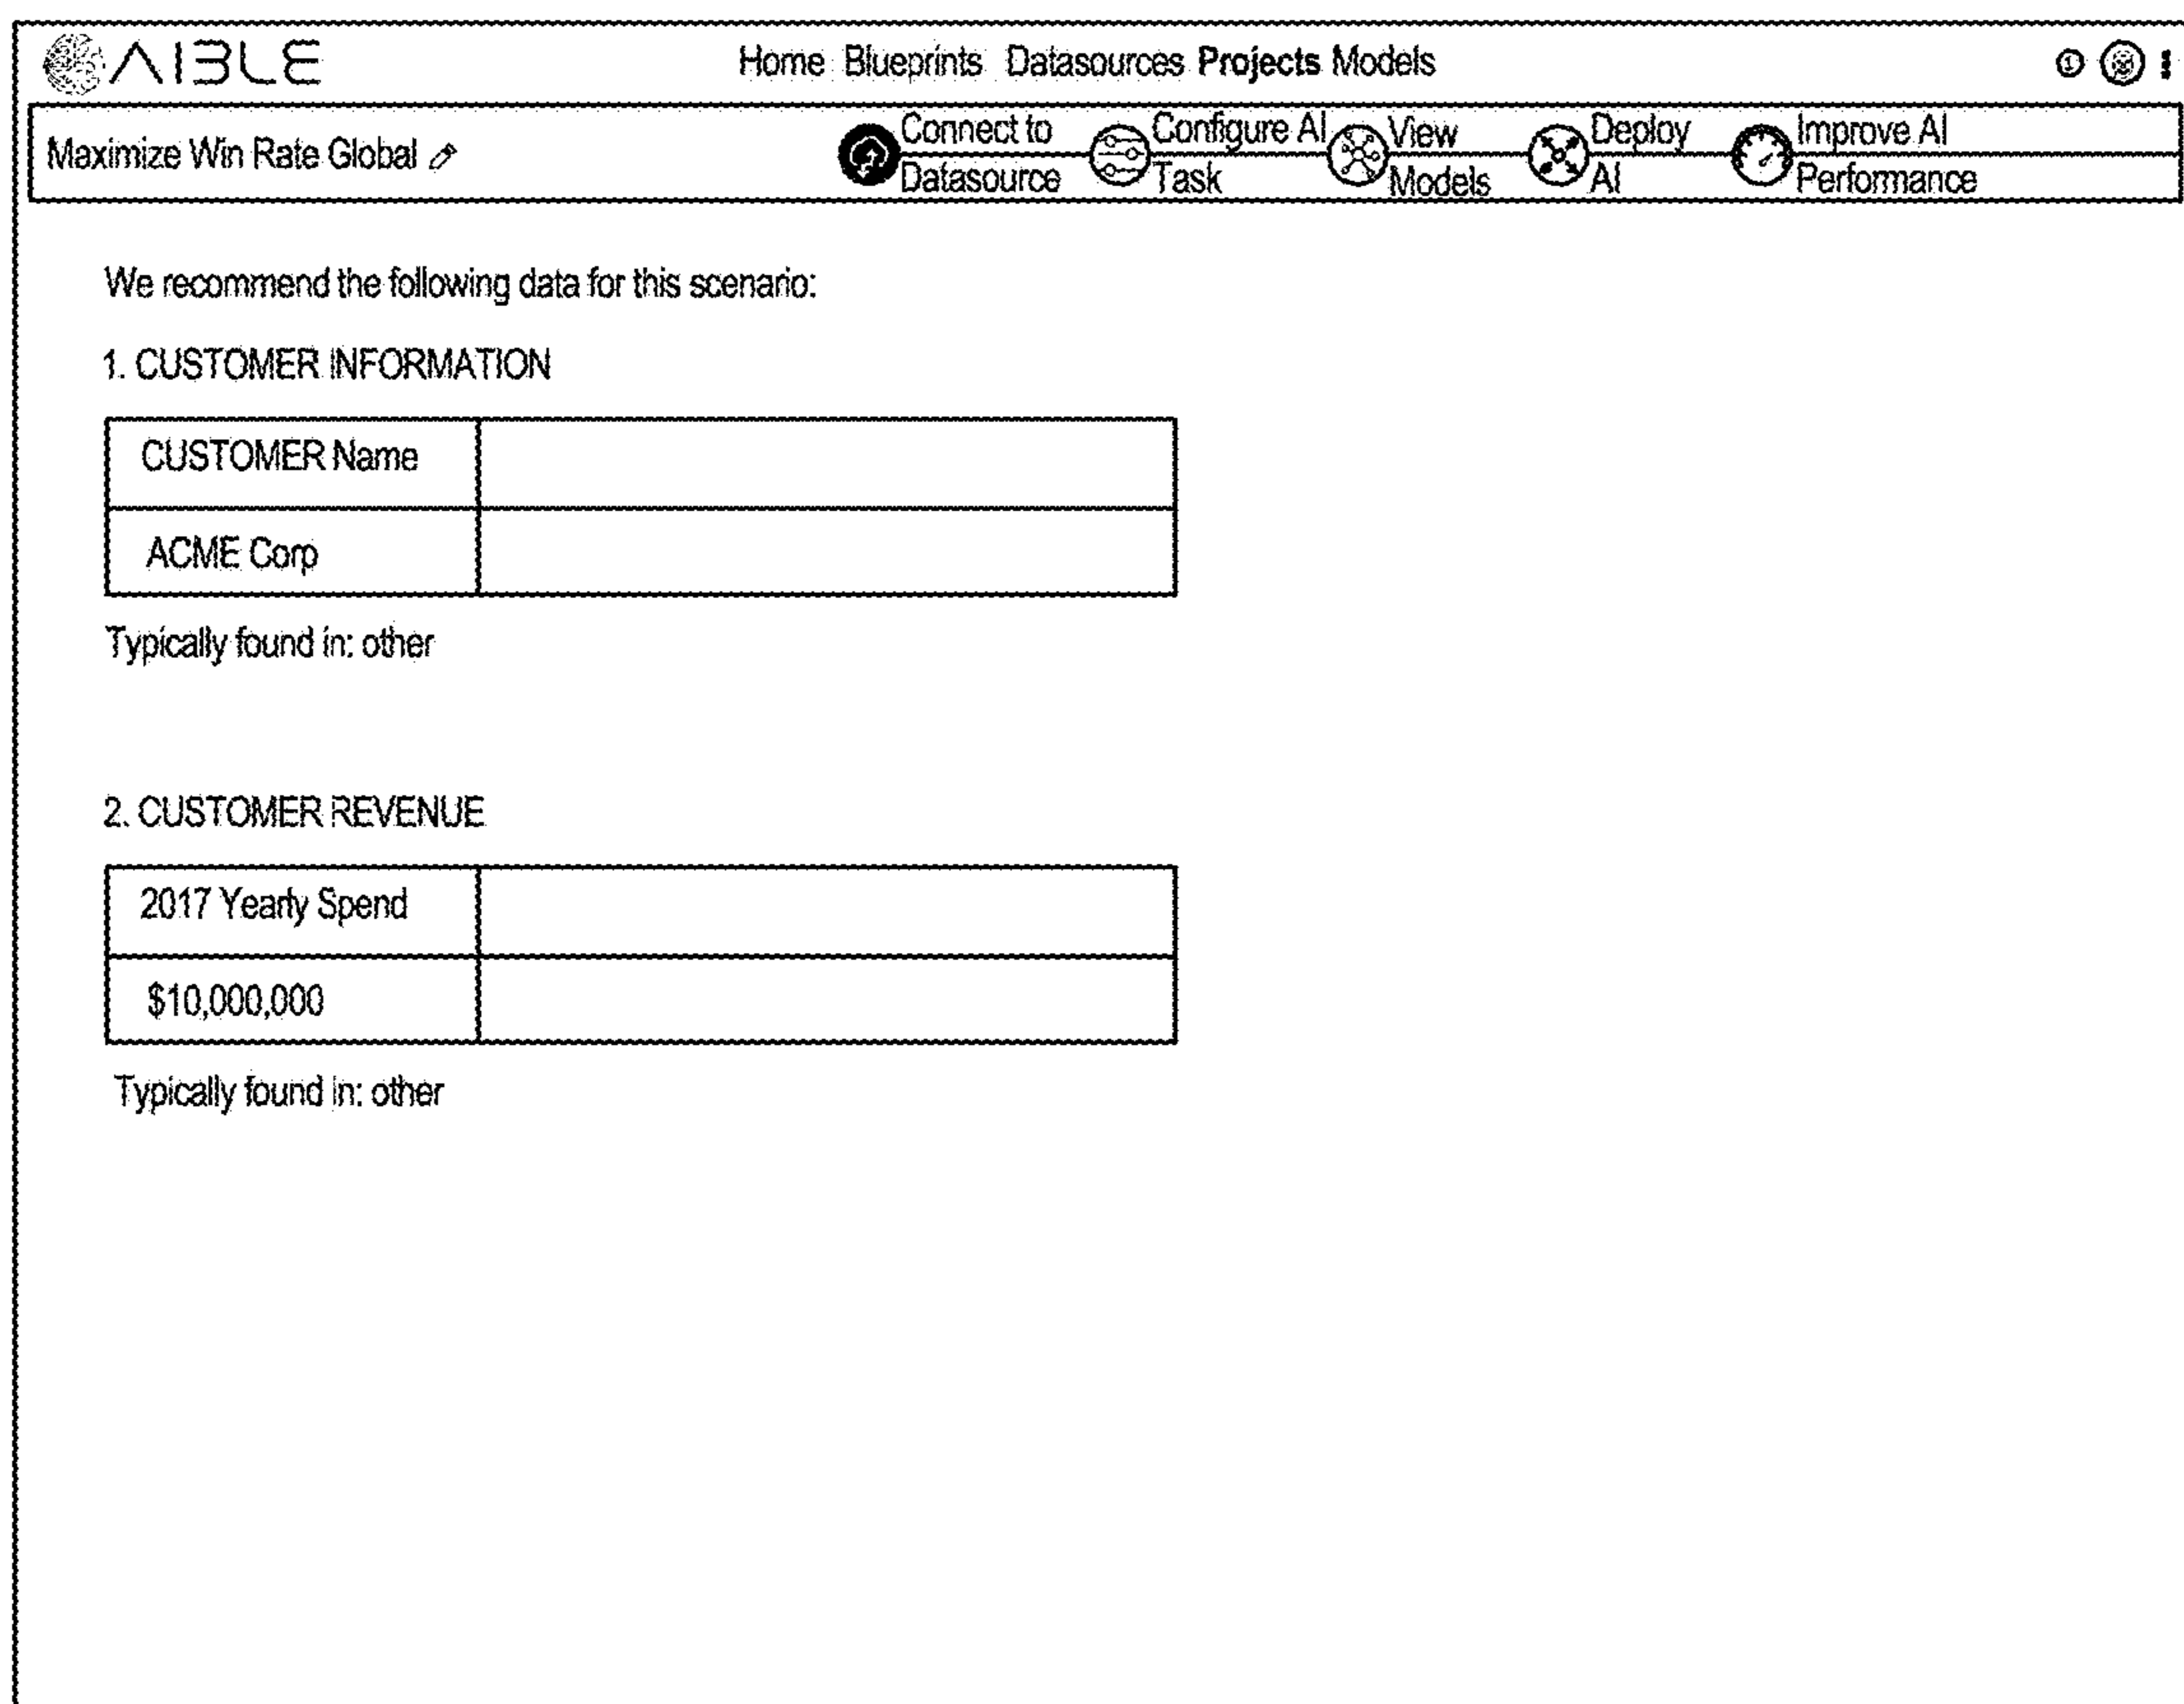 AIBLE
Home Blueprints Datasources Projects Models
1
Maximize Win Rate Global
Connect to
Datasource
Configure AI
Task
View
Models
Deploy
AI
Improve AI
Performance
We recommend the following data for this scenario:
1. CUSTOMER INFORMATION
CUSTOMER Name
ACME Corp
Typically found in: other
2. CUSTOMER REVENUE
2017 Yearly Spend
$10,000,000
Typically found in: other